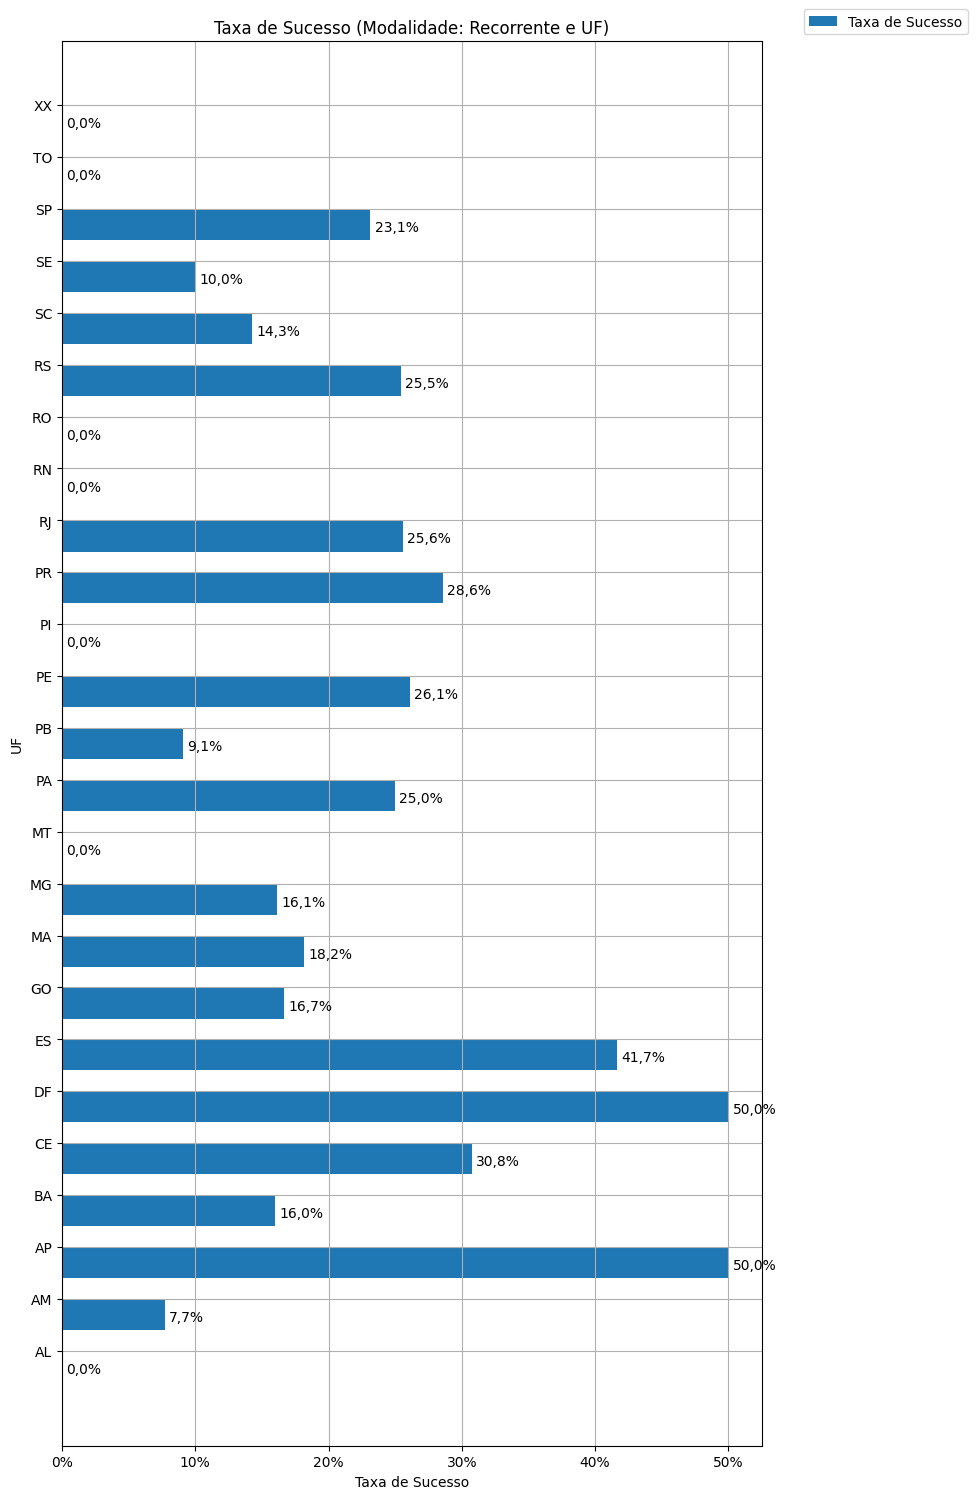 Taxa de Sucesso (Modalidade: Recorrente e UF)
Taxa de Sucesso
XX
0,0%
TO
0,0%
SP
23,1%
SE
10,0%
SC
14,3%
RS
25,5%
RO
0,0%
RN
0,0%
RJ
25,6%
PR
28,6%
PI
0,0%
PE
26,1%
PB
9,1%
PA
25,0%
MT
0,0%
MG
16,1%
MA
18,2%
GO
16,7%
ES
41,7%
DF
50,0%
CE
30,8%
BA
16,0%
AP
50,0%
AM
7,7%
AL
0,0%
UF
0% 10% 20% 30% 40% 50%
Taxa de Sucesso